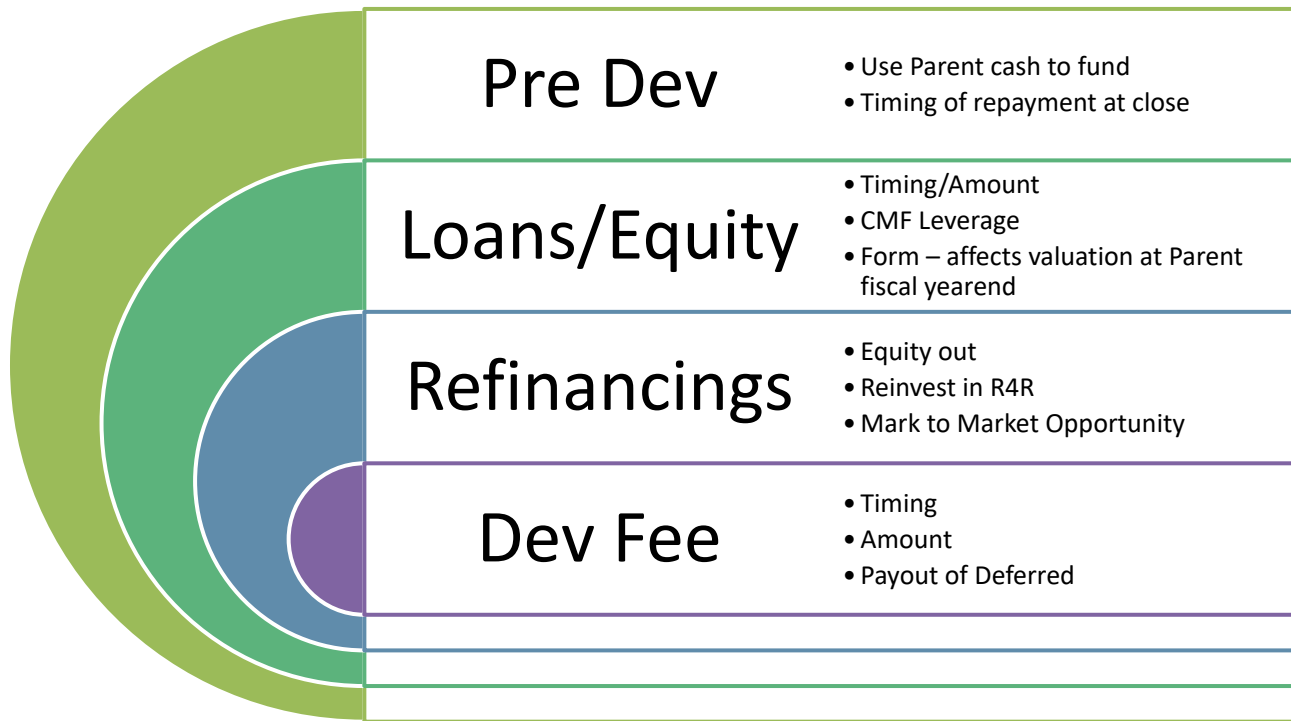 Pre Dev
• Use Parent cash to fund
• Timing of repayment at close
Loans/Equity
• Timing/Amount
• CMF Leverage
• Form – affects valuation at Parent
fiscal yearend
Refinancings
• Equity out
• Reinvest in R4R
• Mark to Market Opportunity
Dev Fee
• Timing
• Amount
• Payout of Deferred